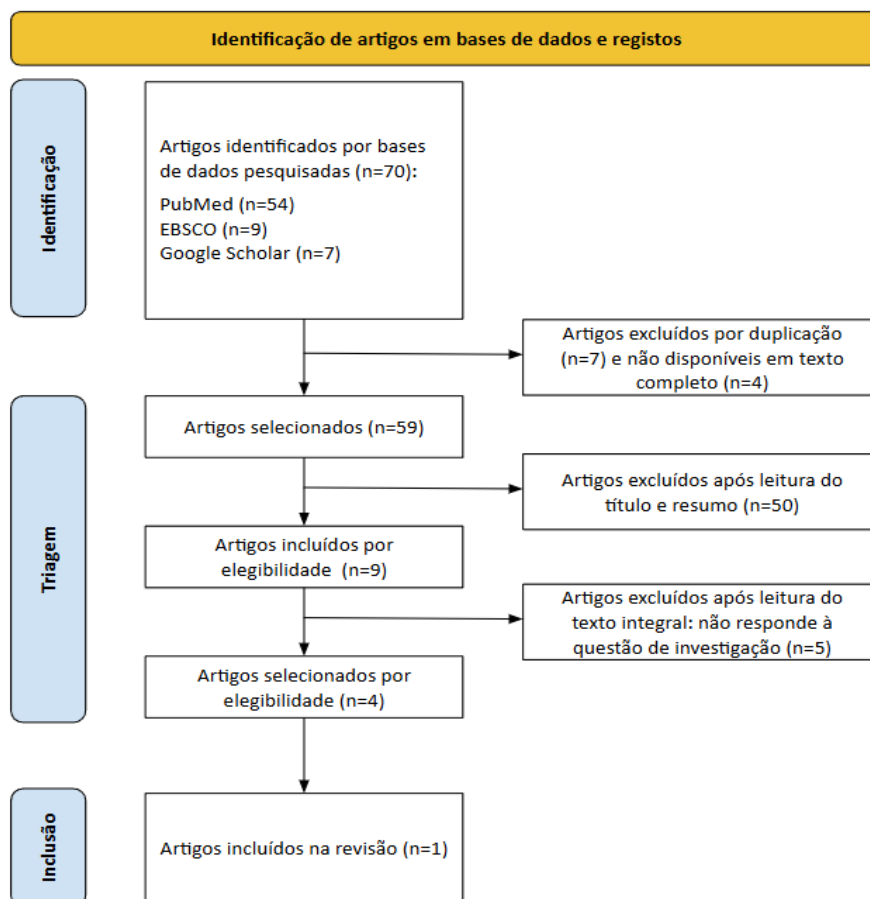 Identificação de artigos em bases de dados e registos
Identificação
Artigos identificados por bases
de dados pesquisadas (n=70):
PubMed (n=54)
EBSCO (n=9)
Google Scholar (n=7)
Artigos excluídos por duplicação
(n=7) e não disponíveis em texto
completo (n=4)
Triagem
Artigos selecionados (n=59)
Artigos excluídos após leitura do
título e resumo (n=50)
Artigos incluídos por
elegibilidade (n=9)
Artigos excluídos após leitura do
texto integral: não responde à
questão de investigação (n=5)
Artigos selecionados por
elegibilidade (n=4)
Inclusão
Artigos incluídos na revisão (n=1)